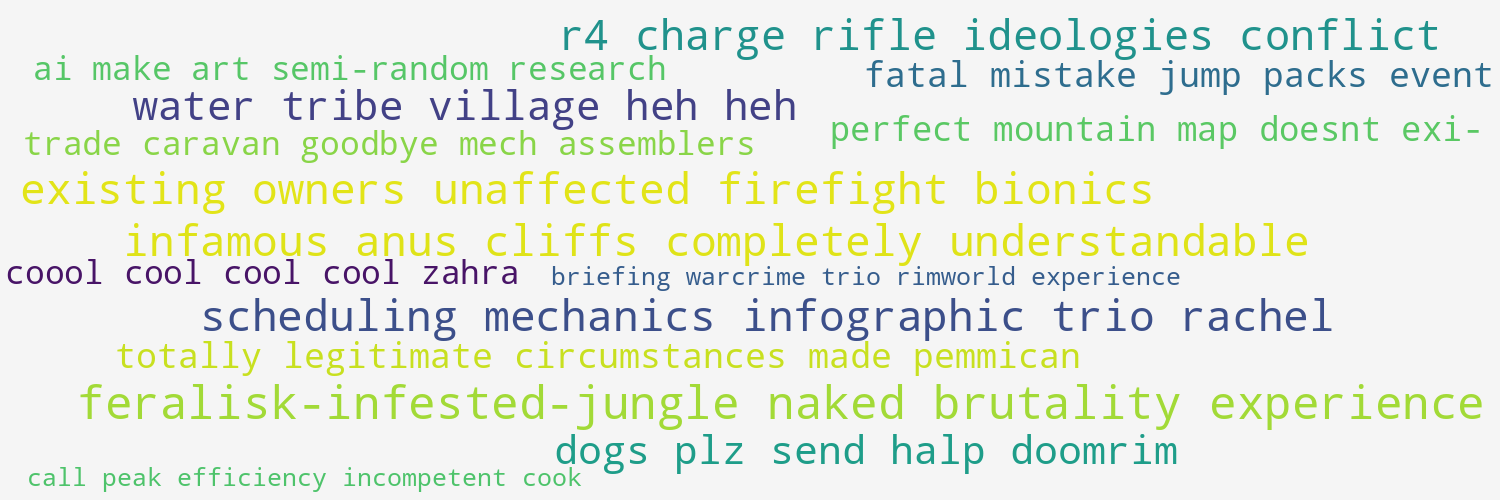 r4 charge rifle ideologies conflict
ai make art semi-random research
fatal mistake jump packs event
water tribe village heh heh
perfect mountain map doesnt exi-
trade caravan goodbye mech assemblers
existing owners unaffected firefight bionics
infamous anus cliffs completely understandable
coool cool cool cool zahra
briefing warcrime trio rimworld experience
scheduling mechanics infographic trio rachel
totally legitimate circumstances made pemmican
feralisk-infested-jungle naked brutality experience
dogs plz send halp doomrim
call peak efficiency incompetent cook